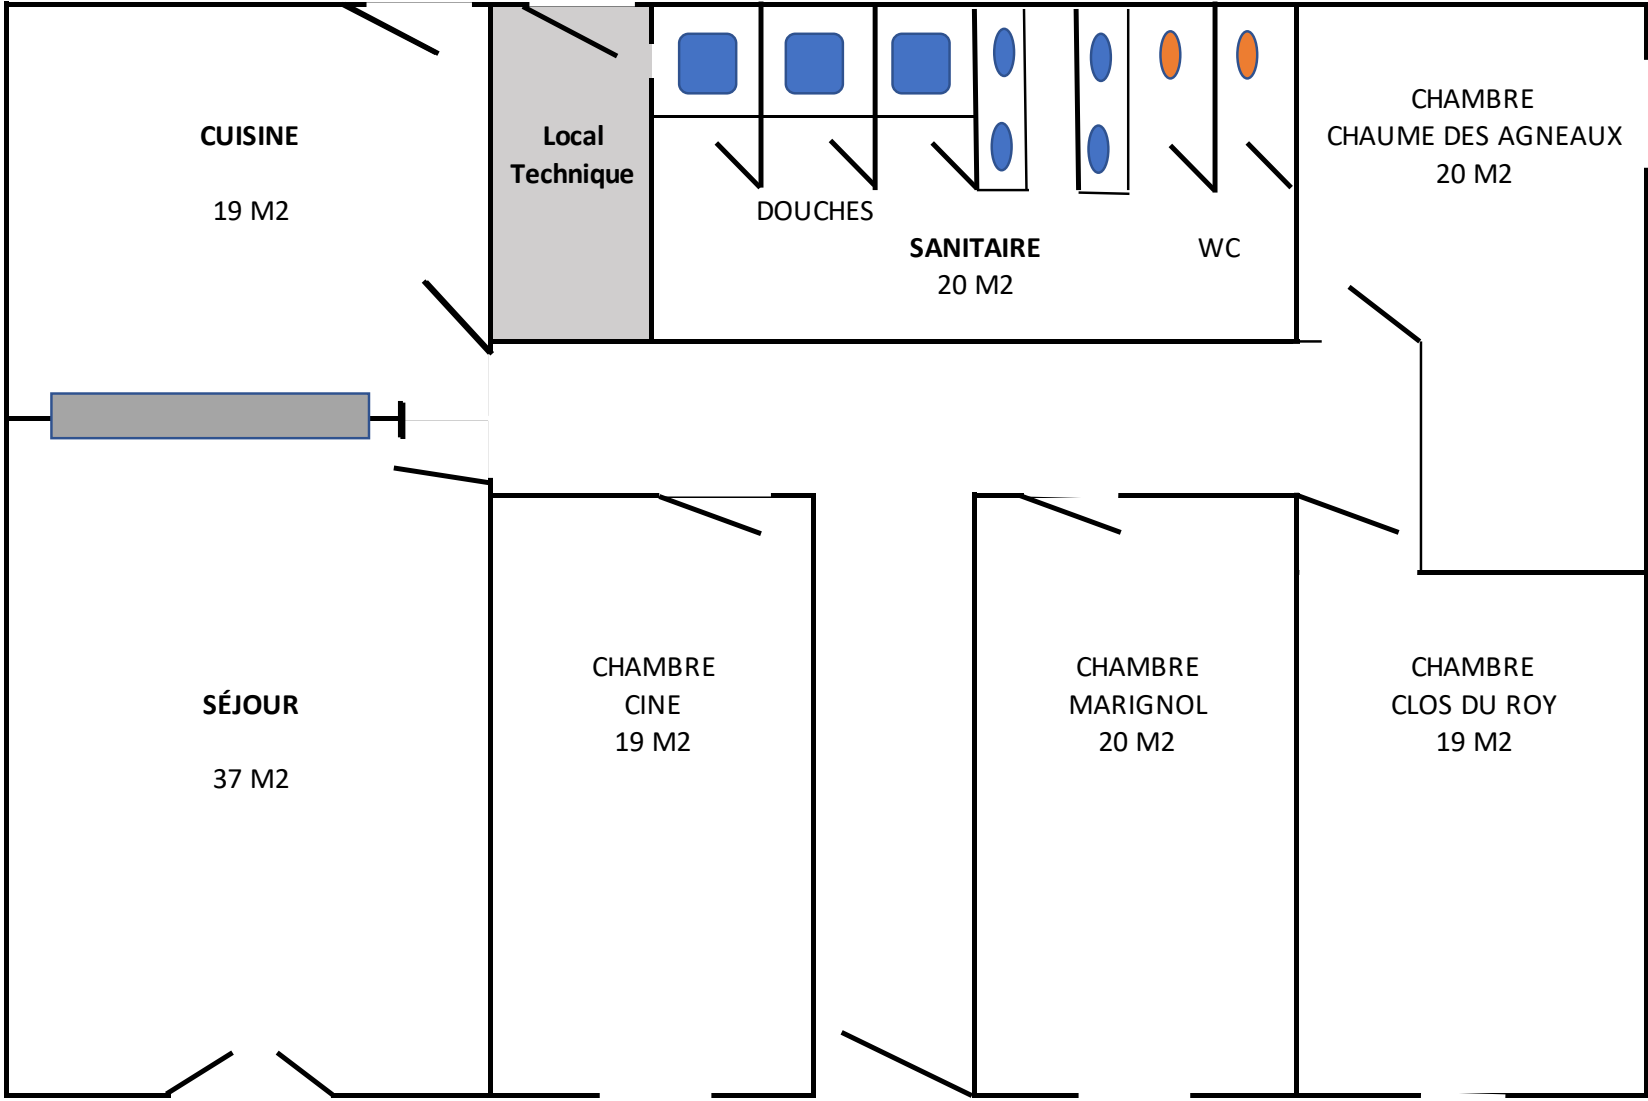 CUISINE
19 M2
Local
Technique
DOUCHES
SANITAIRE
20 M2
WC
CHAMBRE
CHAUME DES AGNEAUX
20 M2
SÉJOUR
37 M2
CHAMBRE
CINE
19 M2
CHAMBRE
MARIGNOL
20 M2
CHAMBRE
CLOS DU ROY
19 M2